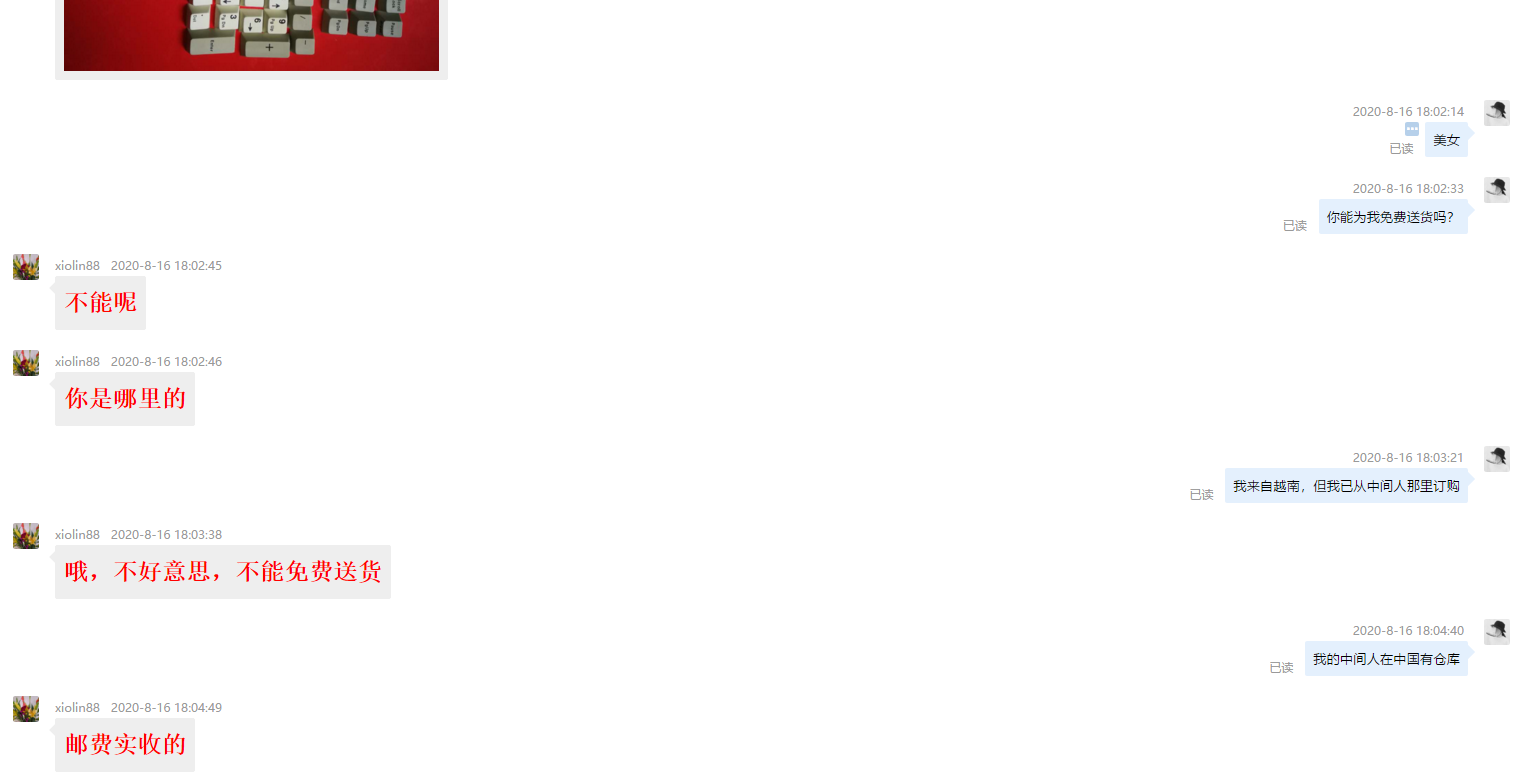 2020-8-16 18:02:14
美女
已读
2020-8-16 18:02:33
你能为我免费送货吗?
已读
xiolin88 2020-8-16 18:02:45
不能呢
xiolin88 2020-8-16 18:02:46
你是哪里的
2020-8-16 18:03:21
我来自越南，但我已从中间人那里订购
已读
xiolin88 2020-8-16 18:03:38
哦，不好意思，不能免费送货
2020-8-16 18:04:40
我的中间人在中国有仓库
已读
xiolin88 2020-8-16 18:04:49
邮费实收的